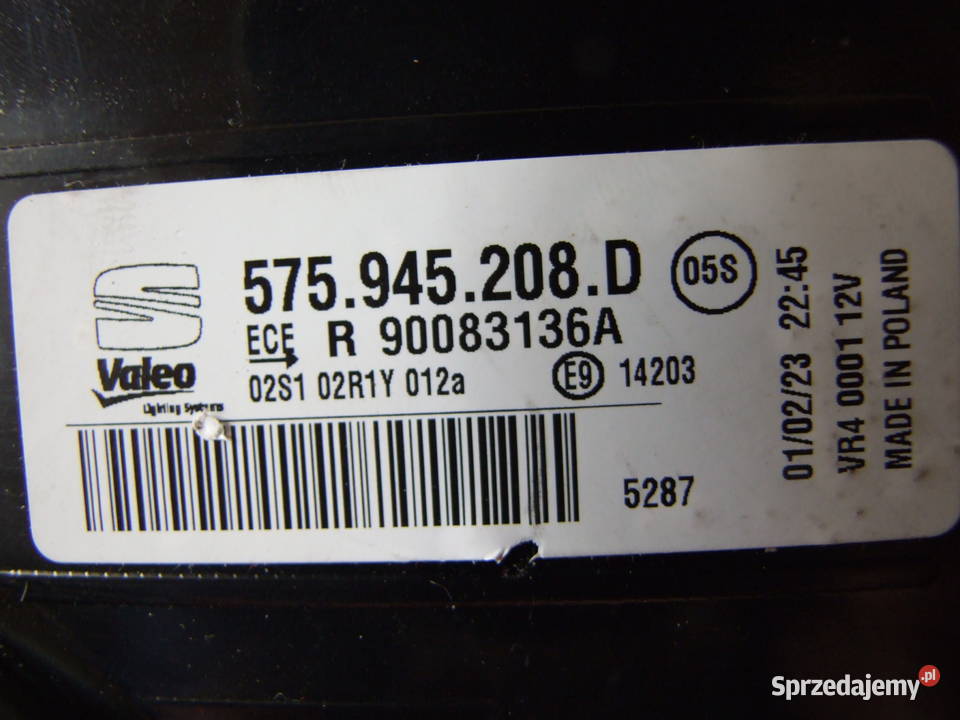 575.945.208.D 05S
ECE R 90083136A
Valeo
Lighting Systems
02S1 02R1Y 012a E9 14203
5287
01/02/23 22:45
VR4 0001 12V
MADE IN POLAND
Sprzedajemy.pl